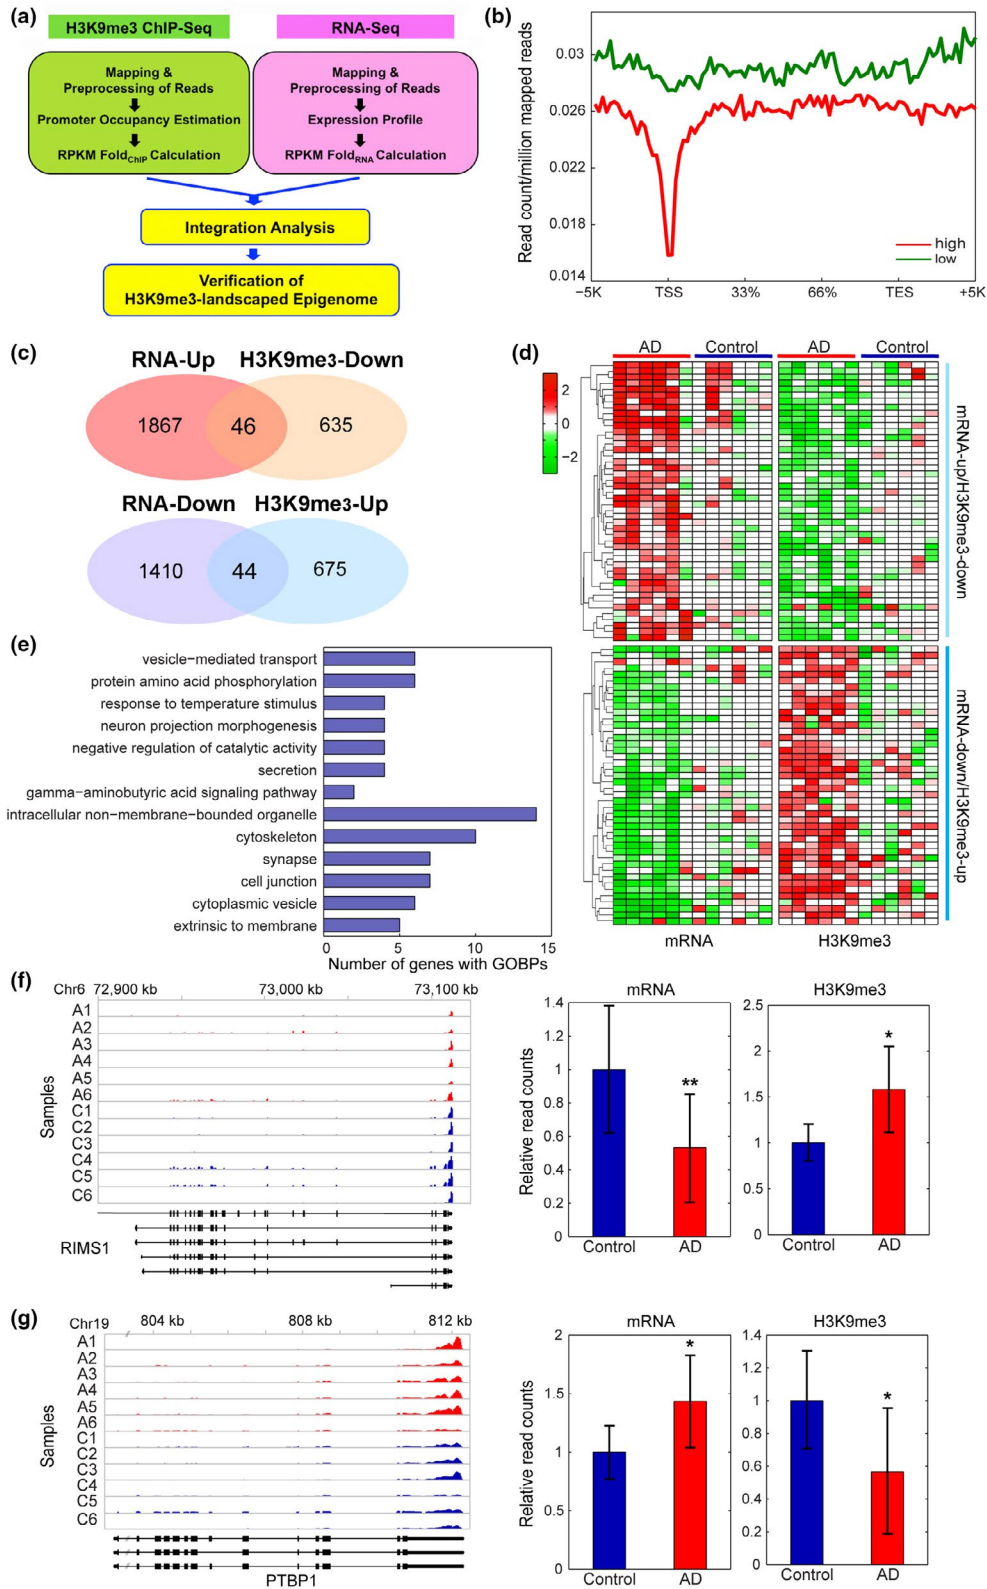 (a)
H3K9me3 ChIP-Seq
RNA-Seq
Mapping &
Preprocessing of Reads
Promoter Occupancy Estimation
RPKM FoldChIP Calculation
Mapping &
Preprocessing of Reads
Expression Profile
RPKM FoldRNA Calculation
Integration Analysis
Verification of
H3K9me3-landscaped Epigenome
(b)
Read count/million mapped reads
0.03
0.026
0.022
0.018
0.014
high
low
−5K
TSS
33%
66%
TES
+5K
(c)
RNA-Up
H3K9me3-Down
1867
46
635
RNA-Down
H3K9me3-Up
1410
44
675
(d)
AD
Control
AD
Control
2
0
−2
mRNA-up/H3K9me3-down
mRNA-down/H3K9me3-up
mRNA
H3K9me3
(e)
vesicle−mediated transport
protein amino acid phosphorylation
response to temperature stimulus
neuron projection morphogenesis
negative regulation of catalytic activity
secretion
gamma−aminobutyric acid signaling pathway
intracellular non−membrane−bounded organelle
cytoskeleton
synapse
cell junction
cytoplasmic vesicle
extrinsic to membrane
0
5
10
15
Number of genes with GOBPs
(f)
Chr6
72,900 kb
73,000 kb
73,100 kb
Samples
A1
A2
A3
A4
A5
A6
C1
C2
C3
C4
C5
C6
RIMS1
mRNA
Relative read counts
1.4
1.2
1
0.8
0.6
0.4
0.2
0
**
Control
AD
H3K9me3
2.5
2
1.5
1
0.5
0
*
Control
AD
(g)
Chr19
804 kb
808 kb
812 kb
Samples
A1
A2
A3
A4
A5
A6
C1
C2
C3
C4
C5
C6
PTBP1
mRNA
Relative read counts
2
1.5
1
0.5
0
*
Control
AD
H3K9me3
1.4
1.2
1
0.8
0.6
0.4
0.2
0
*
Control
AD